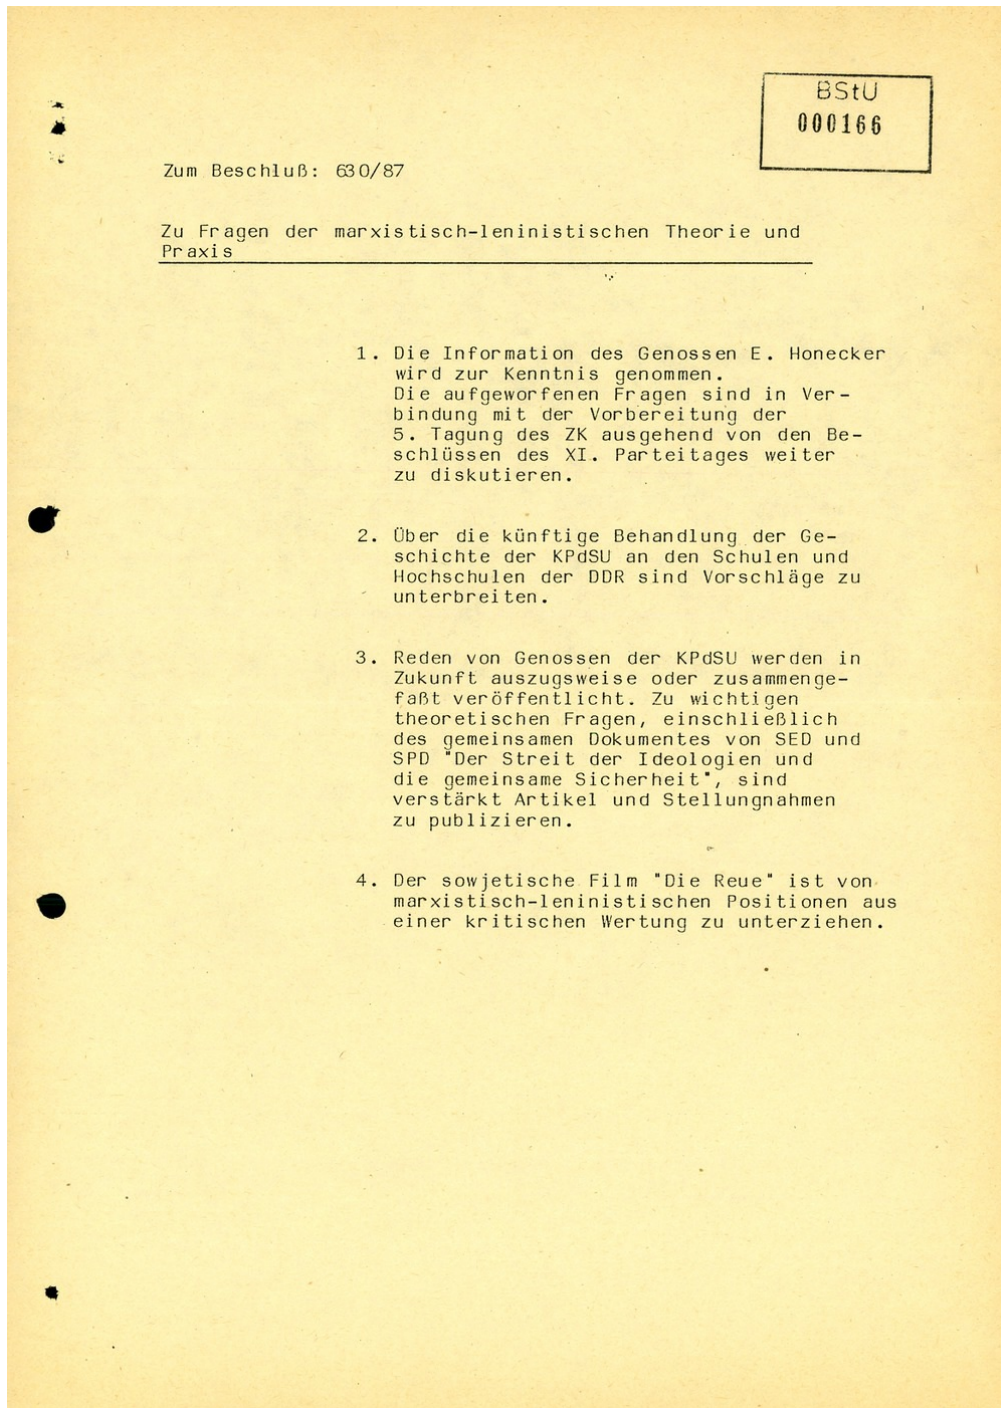 BStU
000166
Zum Beschluß: 630/87
Zu Fragen der marxistisch-leninistischen Theorie und
Praxis
1. Die Information des Genossen E. Honecker
wird zur Kenntnis genommen.
Die aufgeworfenen Fragen sind in Ver-
bindung mit der Vorbereitung der
5. Tagung des ZK ausgehend von den Be-
schlüssen des XI. Parteitages weiter
zu diskutieren.
2. Über die künftige Behandlung der Ge-
schichte der KPdSU an den Schulen und
Hochschulen der DDR sind Vorschläge zu
unterbreiten.
3. Reden von Genossen der KPdSU werden in
Zukunft auszugsweise oder zusammenge-
faßt veröffentlicht. Zu wichtigen
theoretischen Fragen, einschließlich
des gemeinsamen Dokumentes von SED und
SPD "Der Streit der Ideologien und
die gemeinsame Sicherheit", sind
verstärkt Artikel und Stellungnahmen
zu publizieren.
4. Der sowjetische Film "Die Reue" ist von
marxistisch-leninistischen Positionen aus
einer kritischen Wertung zu unterziehen.